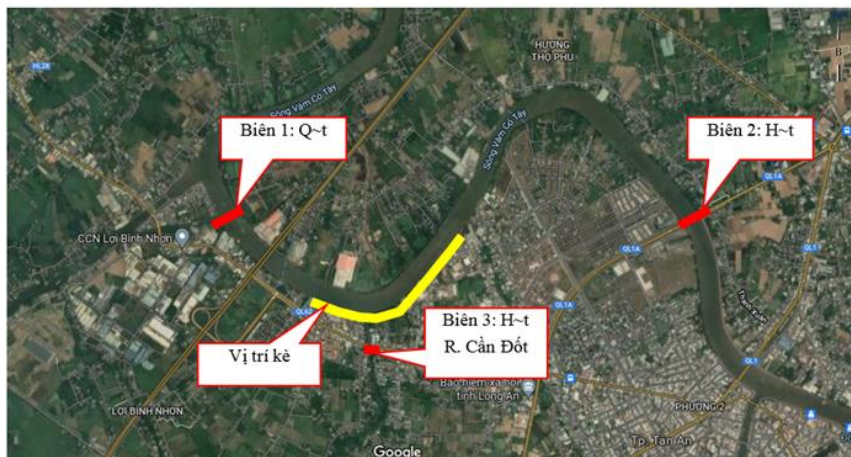 HƯƠNG
THỌ PHÚ
HL28
Sông Vàm Cỏ Tây
Sông Vàm Cỏ Tây
B
Biên 1: Q~t
Biên 2: H~t
QL1A
CCN Lợi Bình Nhơn
QL1A
QL1
QL62
QL1A
Biên 3: H~t
R. Cần Đốt
Vị trí kè
QL1
Bảo hiểm xã hội
tỉnh Long An
LỢI BÌNH NHƠN
PHƯỜNG 2
Tp. Tân An
Google